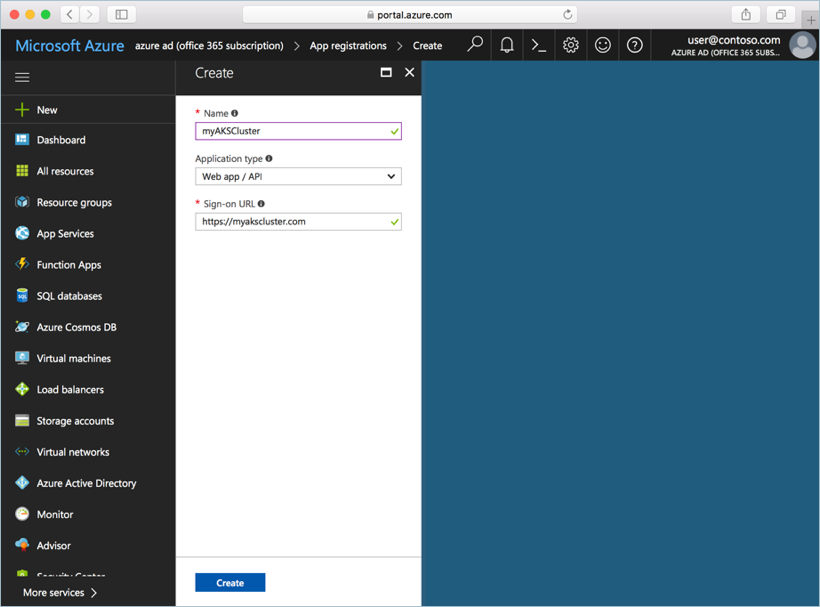 portal.azure.com
Microsoft Azure azure ad (office 365 subscription) > App registrations > Create
user@contoso.com
AZURE AD (OFFICE 365 SUBS...
Create
New
Dashboard
All resources
Resource groups
App Services
Function Apps
SQL databases
Azure Cosmos DB
Virtual machines
Load balancers
Storage accounts
Virtual networks
Azure Active Directory
Monitor
Advisor
Security Center
More services >
* Name
myAKSCluster
Application type
Web app / API
* Sign-on URL
https://myakscluster.com
Create